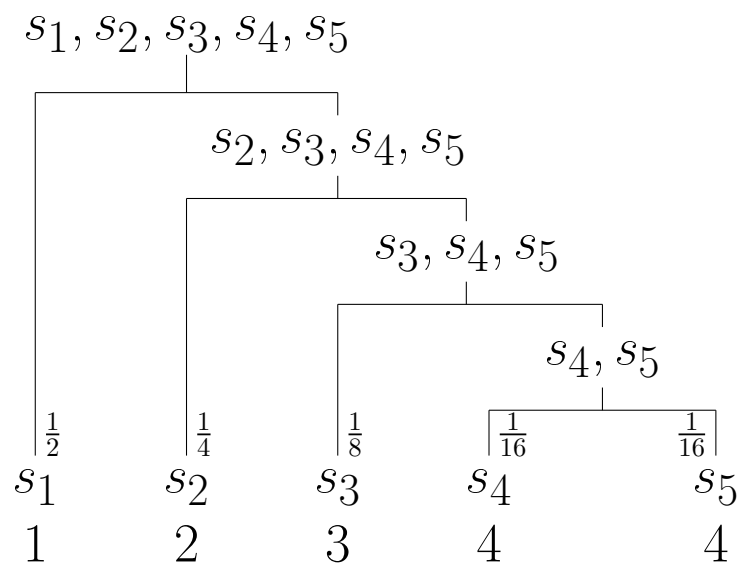 s₁, s₂, s₃, s₄, s₅
s₂, s₃, s₄, s₅
s₃, s₄, s₅
s₄, s₅
1/2 1/4 1/8 1/16 1/16
s₁ s₂ s₃ s₄ s₅
1 2 3 4 4